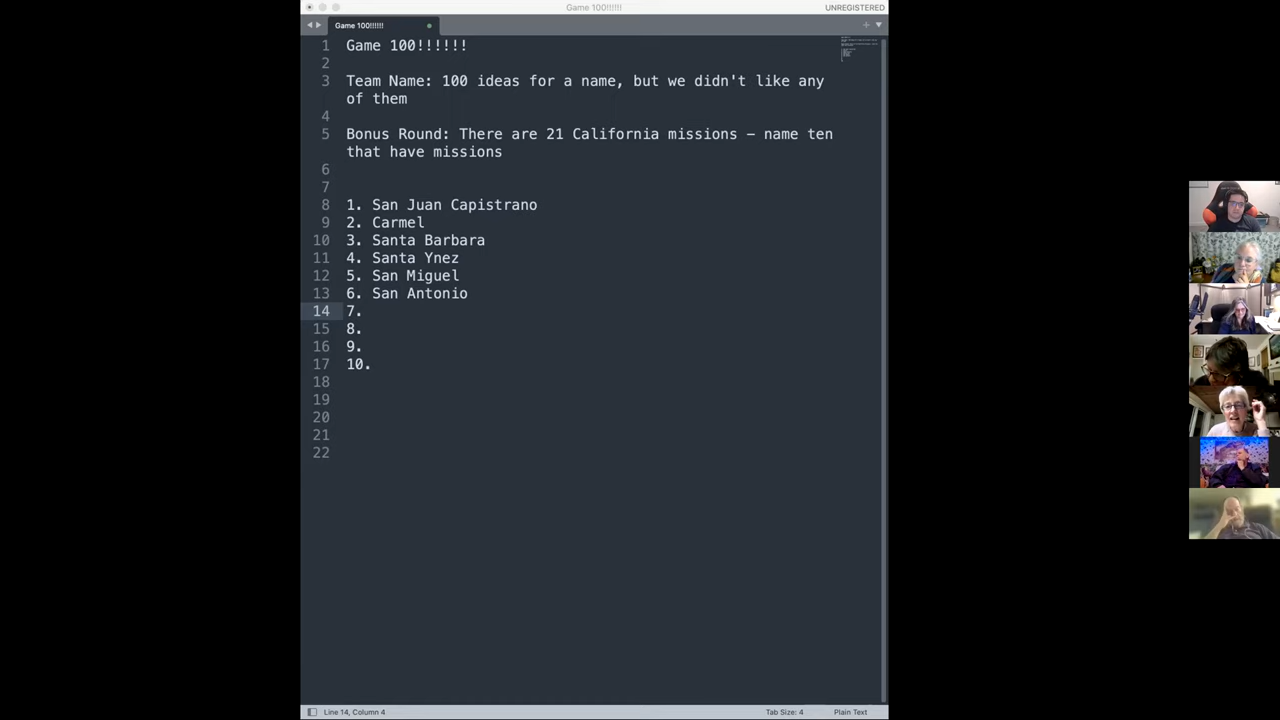 Game 100!!!!!!
UNREGISTERED
Game 100!!!!!!
1 Game 100!!!!!!
2
3 Team Name: 100 ideas for a name, but we didn't like any
of them
4
5 Bonus Round: There are 21 California missions – name ten
that have missions
6
7
8 1. San Juan Capistrano
9 2. Carmel
10 3. Santa Barbara
11 4. Santa Ynez
12 5. San Miguel
13 6. San Antonio
14 7.
15 8.
16 9.
17 10.
18
19
20
21
22
Line 14, Column 4
Tab Size: 4
Plain Text